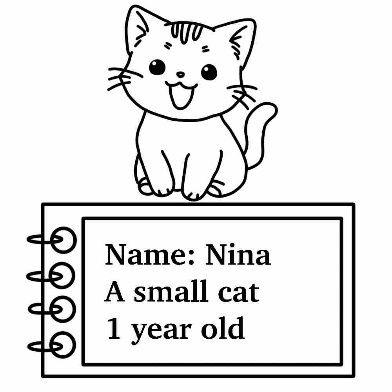 Name: Nina
A small cat
1 year old